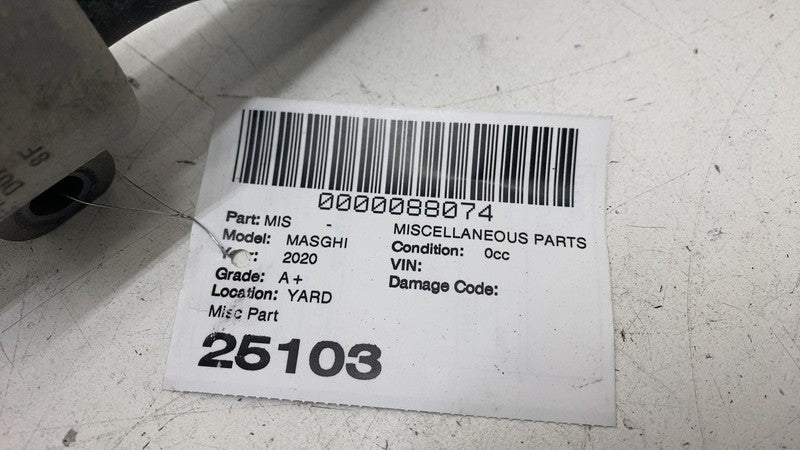 0000088074
Part: MIS - MISCELLANEOUS PARTS
Model: MASGHI Condition: 0cc
2020 VIN:
Grade: A+ Damage Code:
Location: YARD
Misc Part
25103
8F